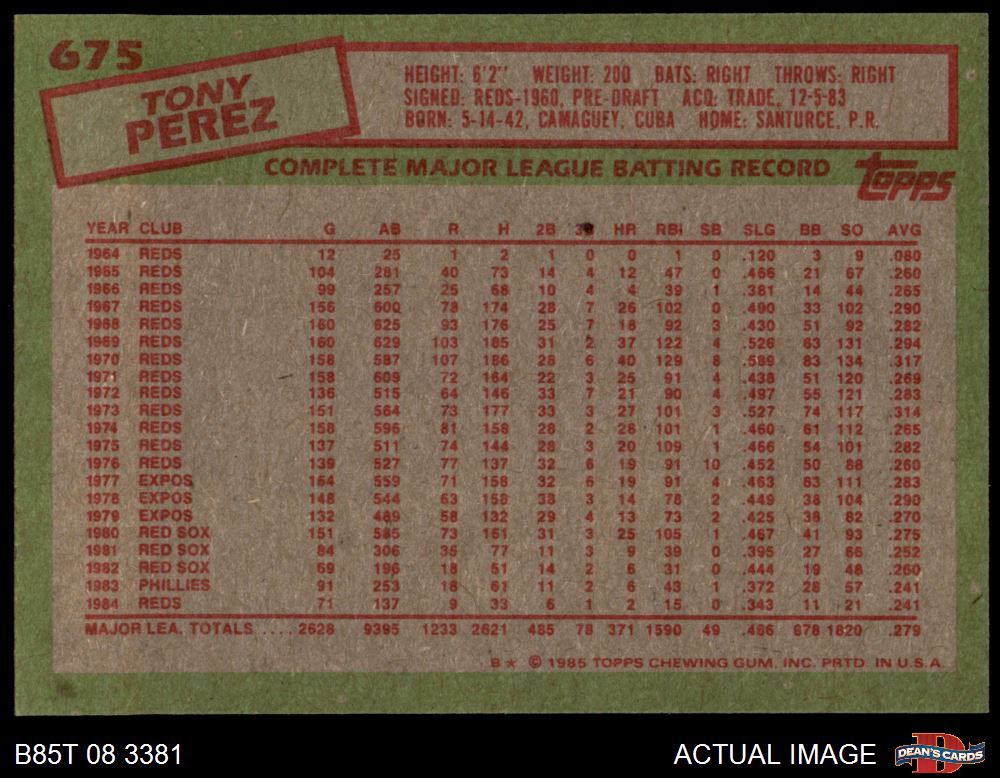 675
TONY
PEREZ
HEIGHT: 6'2" WEIGHT: 200 BATS: RIGHT THROWS: RIGHT
SIGNED: REDS-1960, PRE-DRAFT ACQ: TRADE, 12-5-83
BORN: 5-14-42, CAMAGUEY, CUBA HOME: SANTURCE, P.R.
COMPLETE MAJOR LEAGUE BATTING RECORD
TOPPS
YEAR CLUB G AB R H 2B 3B HR RBI SB SLG BB SO AVG
1964 REDS 12 25 1 2 1 0 0 1 0 .120 3 9 .080
1965 REDS 104 281 40 73 14 4 12 47 0 .466 21 67 .260
1966 REDS 99 257 25 68 10 4 4 39 1 .381 14 44 .265
1967 REDS 156 600 78 174 28 7 26 102 0 .490 33 102 .290
1968 REDS 160 625 93 176 25 7 18 92 3 .430 51 92 .282
1969 REDS 160 629 103 185 31 2 37 122 4 .526 63 131 .294
1970 REDS 158 587 107 186 28 6 40 129 8 .589 83 134 .317
1971 REDS 158 609 72 164 22 3 25 91 4 .438 51 120 .269
1972 REDS 136 515 64 146 33 7 21 90 4 .497 55 121 .283
1973 REDS 151 564 73 177 33 3 27 101 3 .527 74 117 .314
1974 REDS 158 596 81 158 28 2 28 101 1 .460 61 112 .265
1975 REDS 137 511 74 144 28 3 20 109 1 .466 54 101 .282
1976 REDS 139 527 77 137 32 6 19 91 10 .452 50 88 .260
1977 EXPOS 154 559 71 158 32 6 19 91 4 .463 63 111 .283
1978 EXPOS 148 544 63 158 38 3 14 78 2 .449 38 104 .290
1979 EXPOS 132 489 58 132 29 4 13 73 2 .425 38 82 .270
1980 RED SOX 151 585 73 161 31 3 25 105 1 .467 41 93 .275
1981 RED SOX 84 306 35 77 11 3 9 39 0 .395 27 66 .252
1982 RED SOX 69 196 18 51 14 2 6 31 0 .444 19 48 .260
1983 PHILLIES 91 253 18 61 11 2 6 43 1 .372 28 57 .241
1984 REDS 71 137 9 33 6 1 2 15 0 .343 11 21 .241
MAJOR LEA. TOTALS .... 2628 9395 1233 2621 485 78 371 1590 49 .466 878 1820 .279
B★ © 1985 TOPPS CHEWING GUM, INC. PRTD. IN U.S.A.
B85T 08 3381 ACTUAL IMAGE DEAN'S CARDS